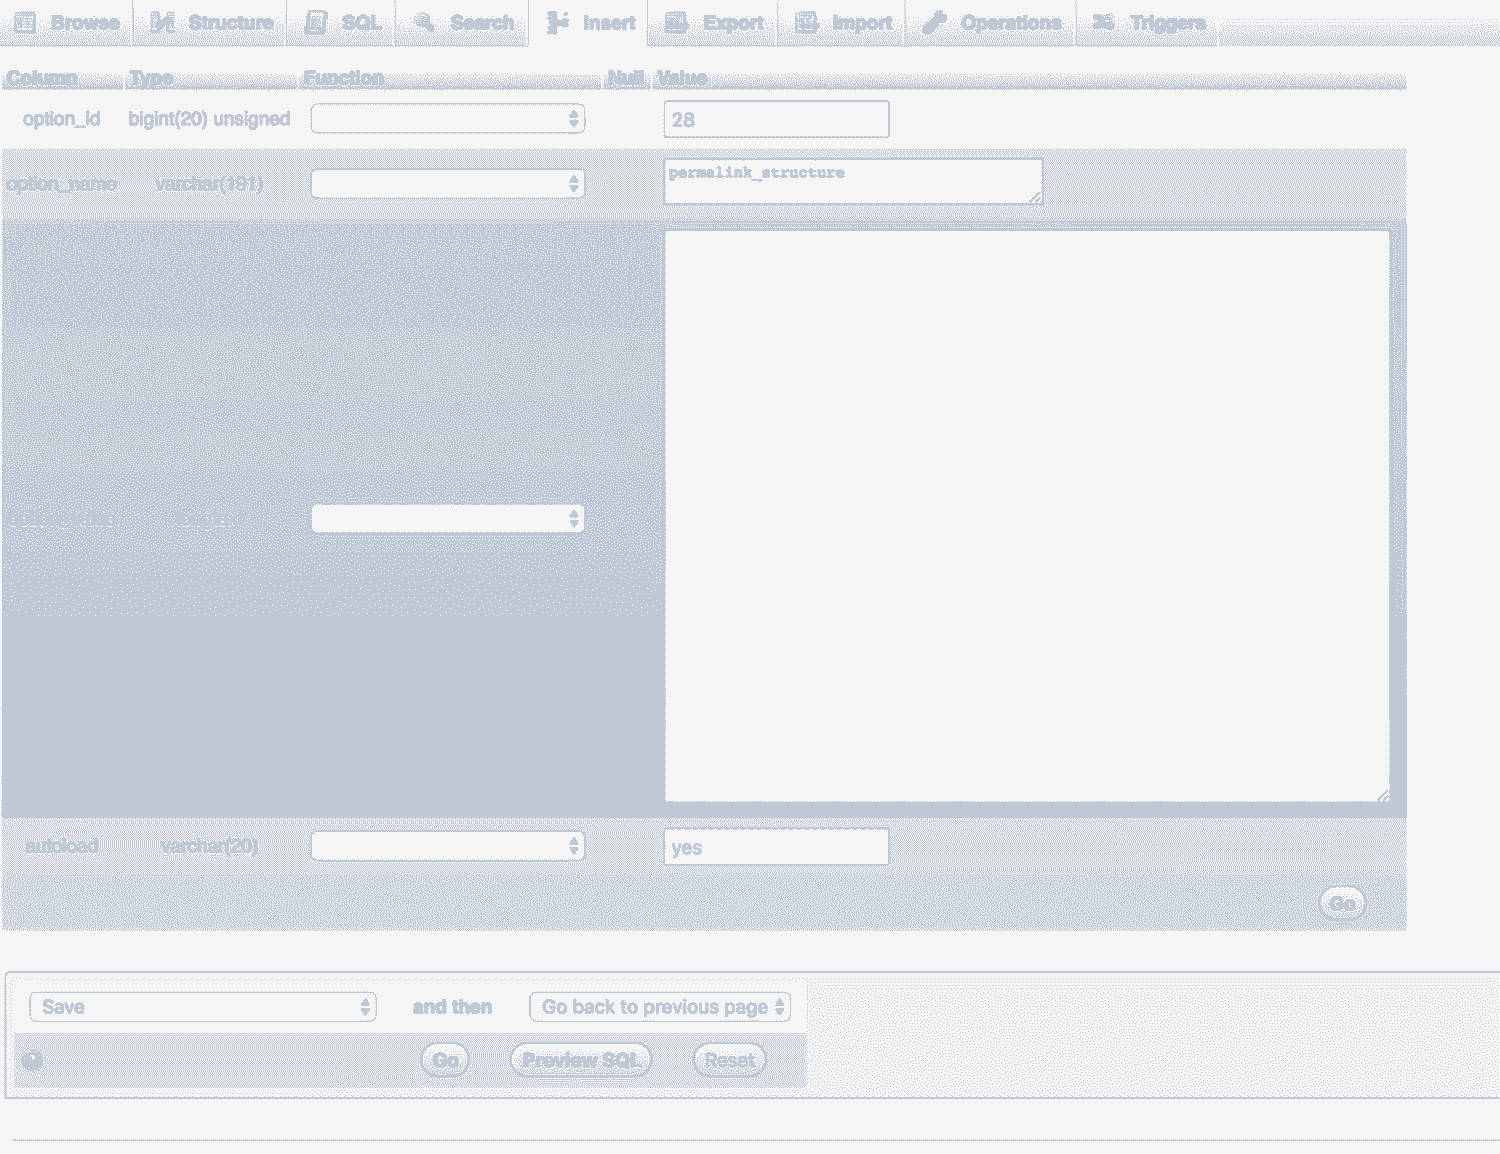 Browse Structure SQL Search Insert Export Import Operations Triggers
Column Type Function Null Value
option_id bigint(20) unsigned 28
option_name varchar(191) permalink_structure
autoload varchar(20) yes
Go
Save and then Go back to previous page
Go Preview SQL Reset